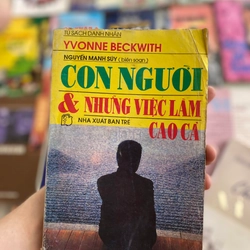 TỦ SÁCH DANH NHÂN
YVONNE BECKWITH
NGUYỄN MẠNH SÚY (biên soạn)
CON NGƯỜI
& NHỮNG VIỆC LÀM
CAO CẢ
NHÀ XUẤT BẢN TRẺ